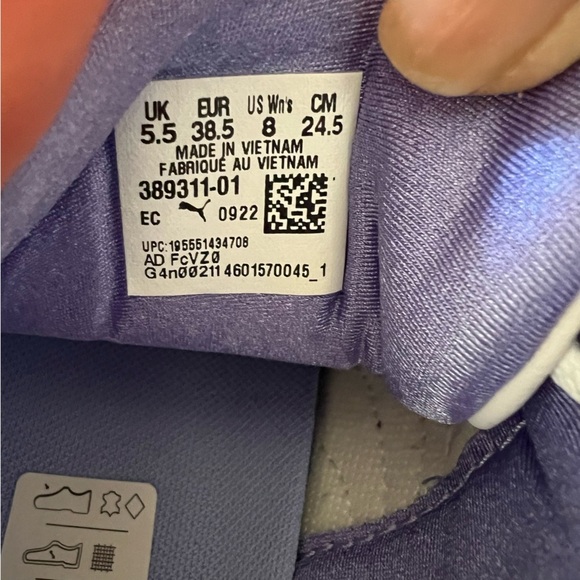 UK EUR US Wn's CM
5.5 38.5 8 24.5
MADE IN VIETNAM
FABRIQUÉ AU VIETNAM
389311-01
EC 0922
UPC:195551434708
AD FcVZ0
G4n00211 4601570045_1